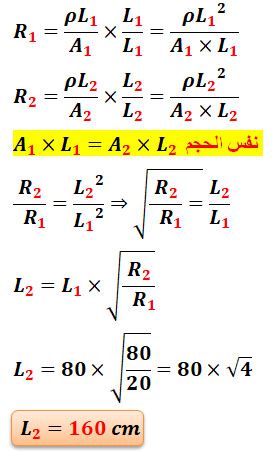 R₁ = ρL₁/A₁ × L₁/L₁ = ρL₁²/(A₁ × L₁)
R₂ = ρL₂/A₂ × L₂/L₂ = ρL₂²/(A₂ × L₂)
A₁ × L₁ = A₂ × L₂ نفس الحجم
R₂/R₁ = L₂²/L₁² ⇒ √(R₂/R₁) = L₂/L₁
L₂ = L₁ × √(R₂/R₁)
L₂ = 80 × √(80/20) = 80 × √4
L₂ = 160 cm